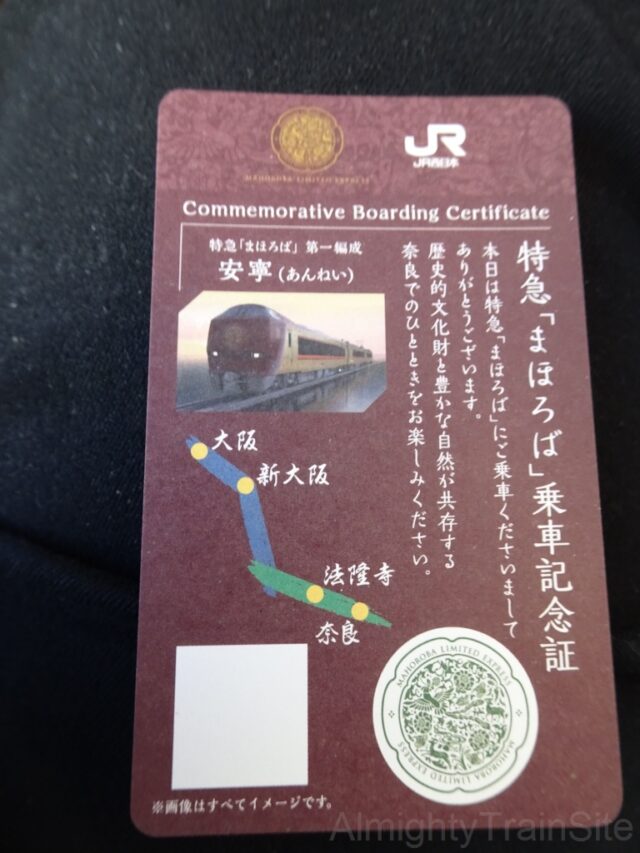 MAHOROBA LIMITED EXPRESS
JR
JR西日本
Commemorative Boarding Certificate
特急「まほろば」乗車記念証
本日は特急「まほろば」にご乗車くださいまして
ありがとうございます。
歴史的文化財と豊かな自然が共存する
奈良でのひとときをお楽しみください。
特急「まほろば」第一編成
安寧(あんねい)
大阪
新大阪
法隆寺
奈良
MAHOROBA LIMITED EXPRESS
MAHOROBA LIMITED EXPRESS
※画像はすべてイメージです。
AlmightyTrainSite